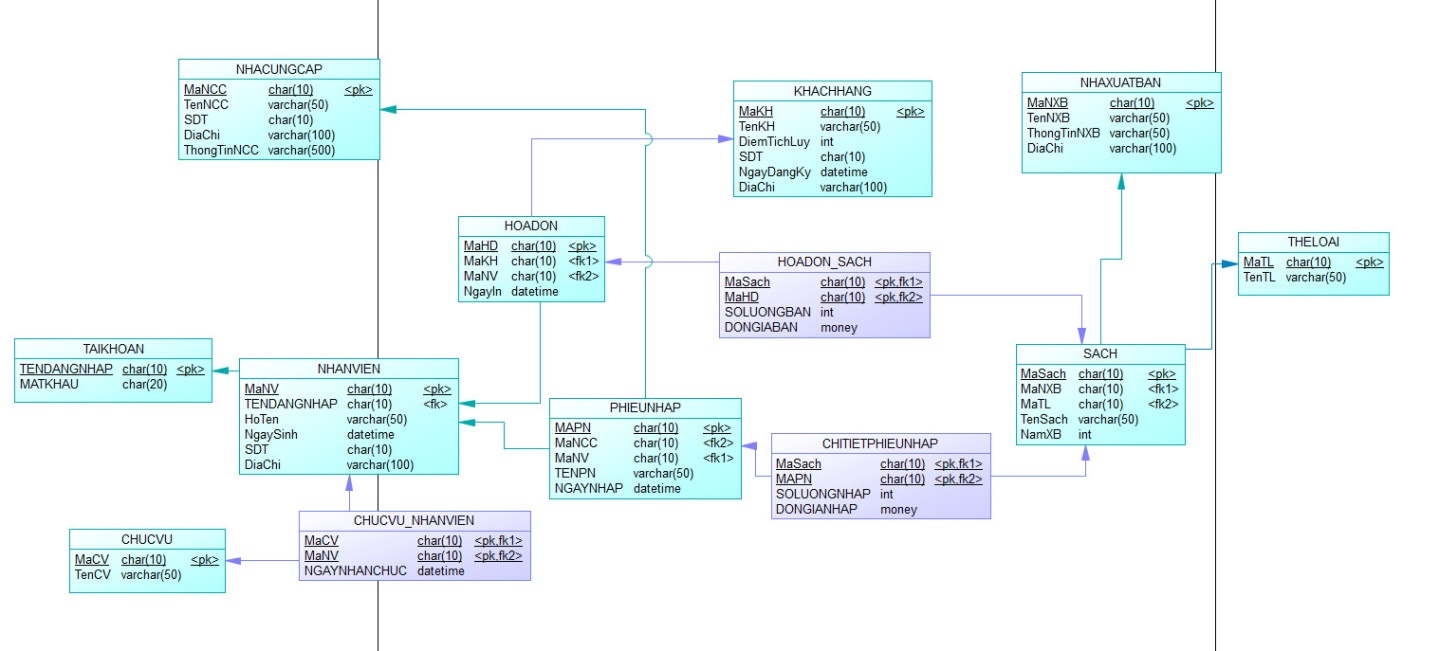 NHACUNGCAP
MaNCC char(10) <pk>
TenNCC varchar(50)
SDT char(10)
DiaChi varchar(100)
ThongTinNCC varchar(500)
KHACHHANG
MaKH char(10) <pk>
TenKH varchar(50)
DiemTichLuy int
SDT char(10)
NgayDangKy datetime
DiaChi varchar(100)
NHAXUATBAN
MaNXB char(10) <pk>
TenNXB varchar(50)
ThongTinNXB varchar(50)
DiaChi varchar(100)
HOADON
MaHD char(10) <pk>
MaKH char(10) <fk1>
MaNV char(10) <fk2>
NgayIn datetime
HOADON_SACH
MaSach char(10) <pk,fk1>
MaHD char(10) <pk,fk2>
SOLUONGBAN int
DONGIABAN money
THELOAI
MaTL char(10) <pk>
TenTL varchar(50)
TAIKHOAN
TENDANGNHAP char(10) <pk>
MATKHAU char(20)
NHANVIEN
MaNV char(10) <pk>
TENDANGNHAP char(10) <fk>
HoTen varchar(50)
NgaySinh datetime
SDT char(10)
DiaChi varchar(100)
SACH
MaSach char(10) <pk>
MaNXB char(10) <fk1>
MaTL char(10) <fk2>
TenSach varchar(50)
NamXB int
PHIEUNHAP
MAPN char(10) <pk>
MaNCC char(10) <fk2>
MaNV char(10) <fk1>
TENPN varchar(50)
NGAYNHAP datetime
CHITIETPHIEUNHAP
MaSach char(10) <pk,fk1>
MAPN char(10) <pk,fk2>
SOLUONGNHAP int
DONGIANHAP money
CHUCVU
MaCV char(10) <pk>
TenCV varchar(50)
CHUCVU_NHANVIEN
MaCV char(10) <pk,fk1>
MaNV char(10) <pk,fk2>
NGAYNHANCHUC datetime